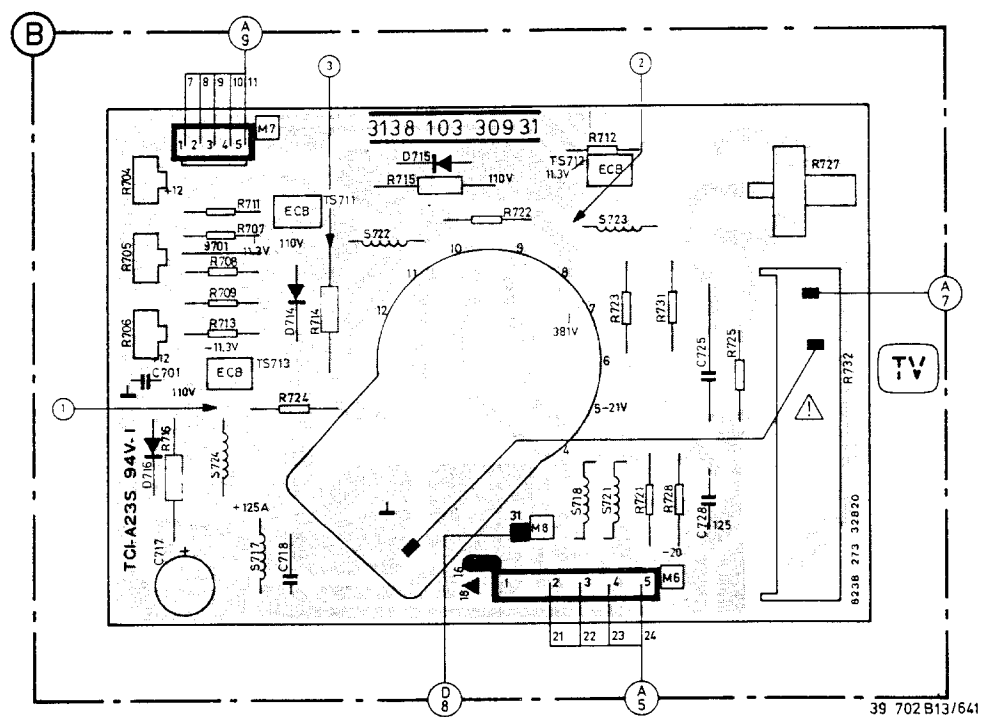 B
A
9
3
2
7 8 9 10 11
M7
1 2 3 4 5
3138 103 309 31
R712
D715
TS712
11.3V
ECB
R715
110V
R727
R704
+12
R711
ECB
TS711
R722
S723
R707
110V
S722
9701
11.3V
R705
R708
10
9
11
8
A
7
R709
12
7
D714
R714
381V
R723
R731
R706
R713
-11.3V
6
C725
R725
R732
TV
+12
C701
ECB
TS713
110V
R724
5-21V
1
4
TCI-A23S 94V-1
D716
R716
S724
S718
S721
R721
R728
C728
+125
+125A
31
M8
8238 273 32820
-20
C717
+
S717
C718
16
18
1 2 3 4 5
M6
21 22 23 24
D
8
A
5
39 702 B13/641